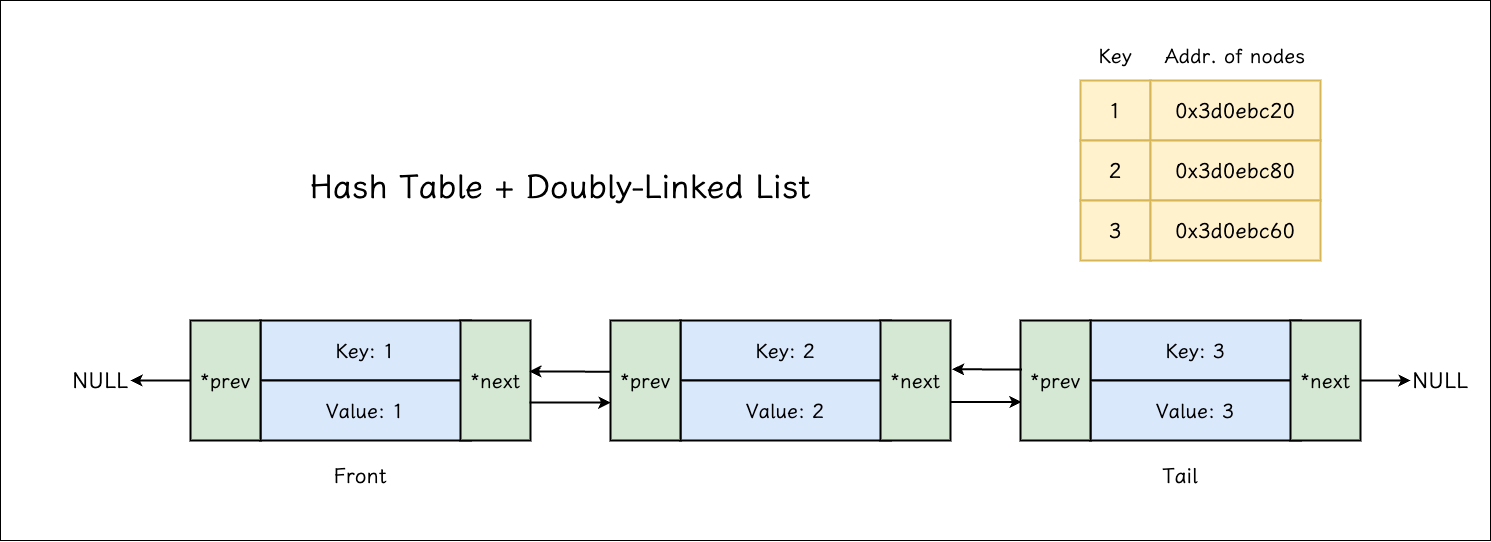 Key Addr. of nodes
1 0x3d0ebc20
2 0x3d0ebc80
3 0x3d0ebc60
Hash Table + Doubly-Linked List
Key: 1 Key: 2 Key: 3
NULL *prev *next *prev *next *prev *next NULL
Value: 1 Value: 2 Value: 3
Front Tail